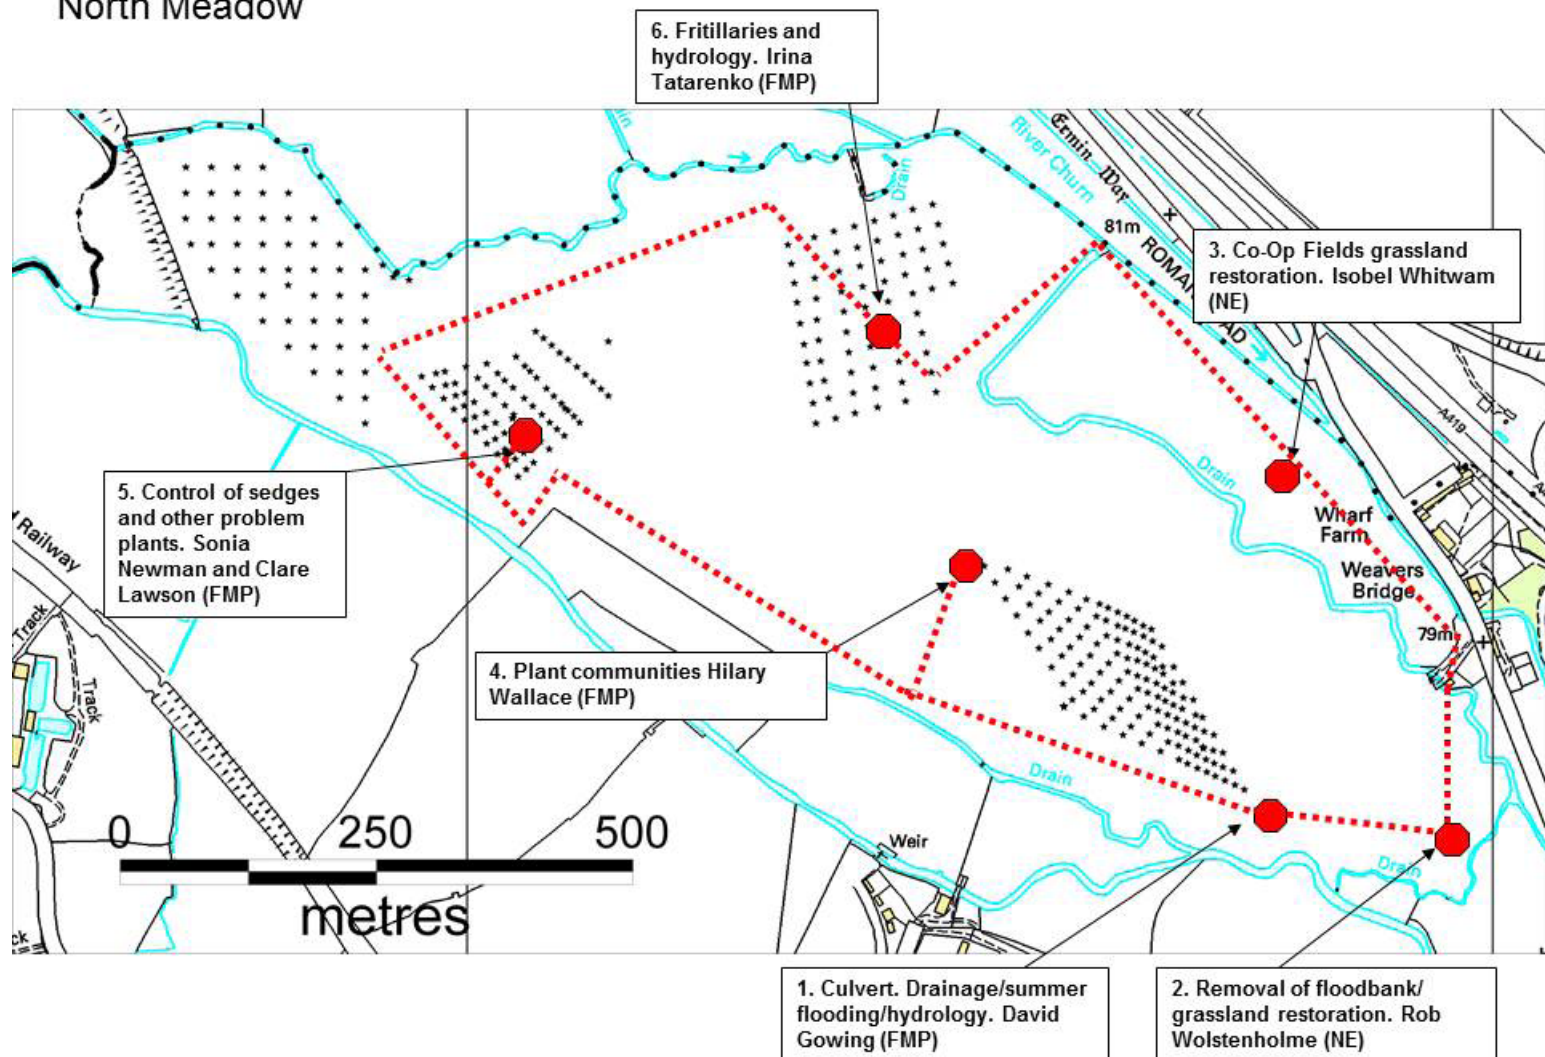 North Meadow
6. Fritillaries and
hydrology. Irina
Tatarenko (FMP)
River Churn
Ermin Way
Drain
81m
ROMAN
AD
3. Co-Op Fields grassland
restoration. Isobel Whitwam
(NE)
A419
5. Control of sedges
and other problem
plants. Sonia
Newman and Clare
Lawson (FMP)
Railway
Track
Track
Drain
Wharf
Farm
Weavers
Bridge
79m
4. Plant communities Hilary
Wallace (FMP)
Drain
Weir
Drain
0 250 500
metres
1. Culvert. Drainage/summer
flooding/hydrology. David
Gowing (FMP)
2. Removal of floodbank/
grassland restoration. Rob
Wolstenholme (NE)